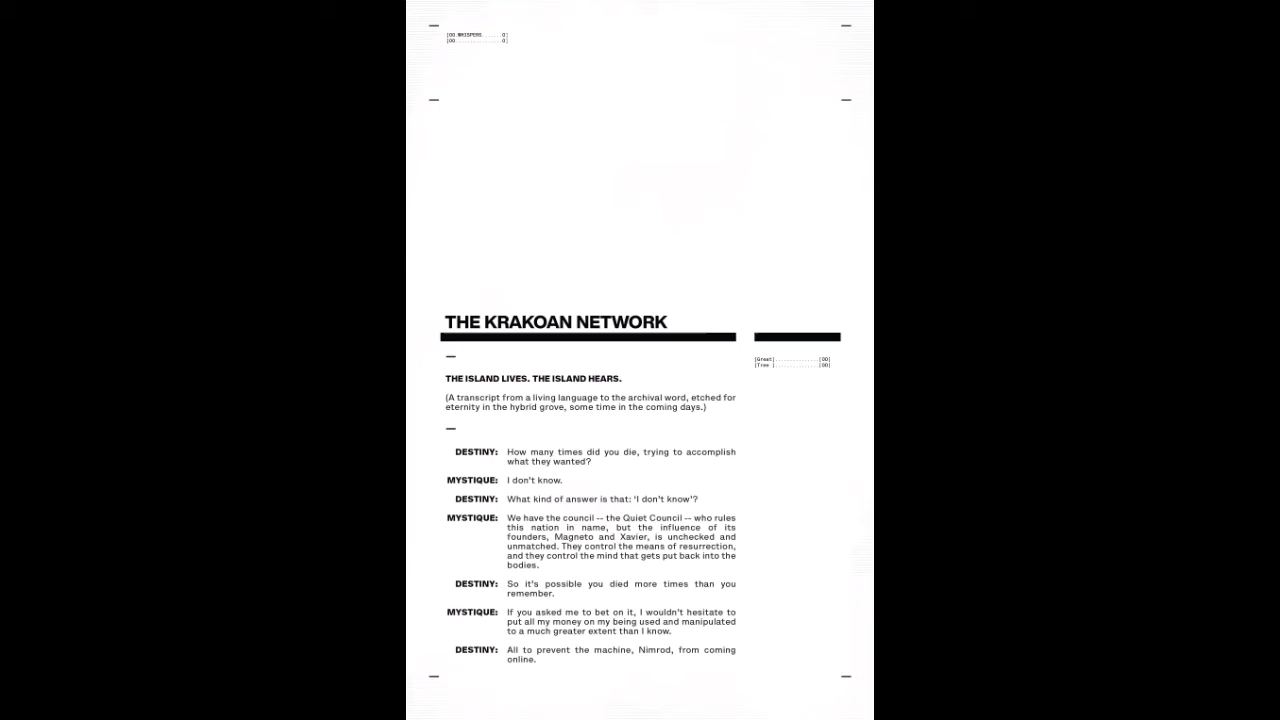 [00.WHISPERS.......0]
[00................0]
THE KRAKOAN NETWORK
[Great]..............[00]
[Tree ]..............[00]
—
THE ISLAND LIVES. THE ISLAND HEARS.
(A transcript from a living language to the archival word, etched for
eternity in the hybrid grove, some time in the coming days.)
—
DESTINY: How many times did you die, trying to accomplish
what they wanted?
MYSTIQUE: I don't know.
DESTINY: What kind of answer is that: 'I don't know'?
MYSTIQUE: We have the council -- the Quiet Council -- who rules
this nation in name, but the influence of its
founders, Magneto and Xavier, is unchecked and
unmatched. They control the means of resurrection,
and they control the mind that gets put back into the
bodies.
DESTINY: So it's possible you died more times than you
remember.
MYSTIQUE: If you asked me to bet on it, I wouldn't hesitate to
put all my money on my being used and manipulated
to a much greater extent than I know.
DESTINY: All to prevent the machine, Nimrod, from coming
online.